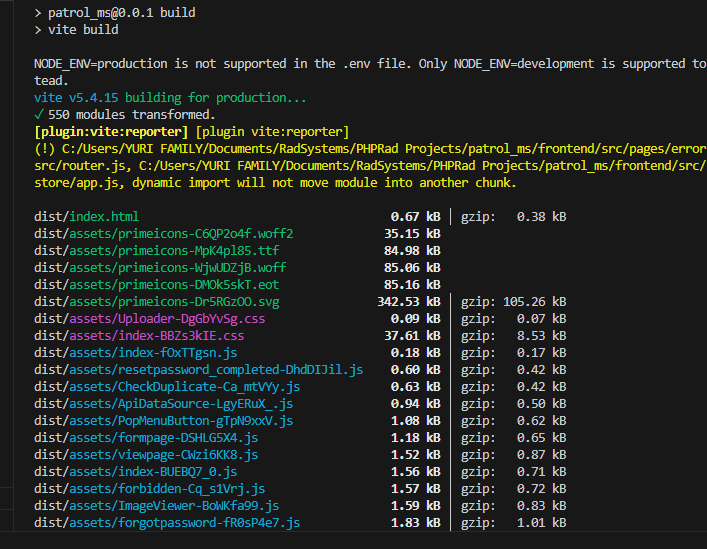 > patrol_ms@0.0.1 build
> vite build
NODE_ENV=production is not supported in the .env file. Only NODE_ENV=development is supported to
tead.
vite v5.4.15 building for production...
✓ 550 modules transformed.
[plugin:vite:reporter] [plugin vite:reporter]
(!) C:/Users/YURI FAMILY/Documents/RadSystems/PHPRad Projects/patrol_ms/frontend/src/pages/error
src/router.js, C:/Users/YURI FAMILY/Documents/RadSystems/PHPRad Projects/patrol_ms/frontend/src/
store/app.js, dynamic import will not move module into another chunk.
dist/index.html 0.67 kB │ gzip: 0.38 kB
dist/assets/primeicons-C6QP2o4f.woff2 35.15 kB
dist/assets/primeicons-MpK4pl85.ttf 84.98 kB
dist/assets/primeicons-WjwUDZjB.woff 85.06 kB
dist/assets/primeicons-DMOk5skT.eot 85.16 kB
dist/assets/primeicons-Dr5RGzOO.svg 342.53 kB │ gzip: 105.26 kB
dist/assets/Uploader-DgGbYvSg.css 0.09 kB │ gzip: 0.07 kB
dist/assets/index-BBZs3kIE.css 37.61 kB │ gzip: 8.53 kB
dist/assets/index-fOxTTgsn.js 0.18 kB │ gzip: 0.17 kB
dist/assets/resetpassword_completed-DhdDIJil.js 0.60 kB │ gzip: 0.42 kB
dist/assets/CheckDuplicate-Ca_mtVYy.js 0.63 kB │ gzip: 0.42 kB
dist/assets/ApiDataSource-LgyERuX_.js 0.94 kB │ gzip: 0.50 kB
dist/assets/PopMenuButton-gTpN9xxV.js 1.08 kB │ gzip: 0.62 kB
dist/assets/formpage-DSHLG5X4.js 1.18 kB │ gzip: 0.65 kB
dist/assets/viewpage-CWzi6KK8.js 1.52 kB │ gzip: 0.87 kB
dist/assets/index-BUEBQ7_0.js 1.56 kB │ gzip: 0.71 kB
dist/assets/forbidden-Cq_s1Vrj.js 1.57 kB │ gzip: 0.72 kB
dist/assets/ImageViewer-BoWKfa99.js 1.59 kB │ gzip: 0.83 kB
dist/assets/forgotpassword-fR0sP4e7.js 1.83 kB │ gzip: 1.01 kB